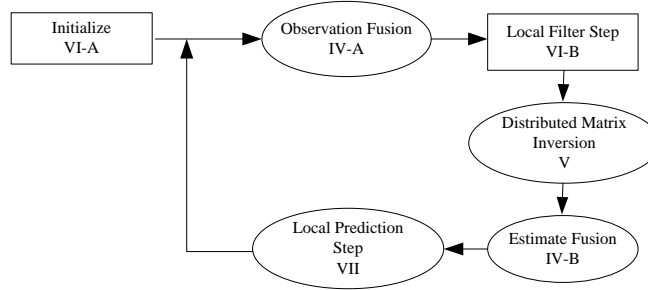 Initialize
VI-A
Observation Fusion
IV-A
Local Filter Step
VI-B
Distributed Matrix
Inversion
V
Estimate Fusion
IV-B
Local Prediction
Step
VII